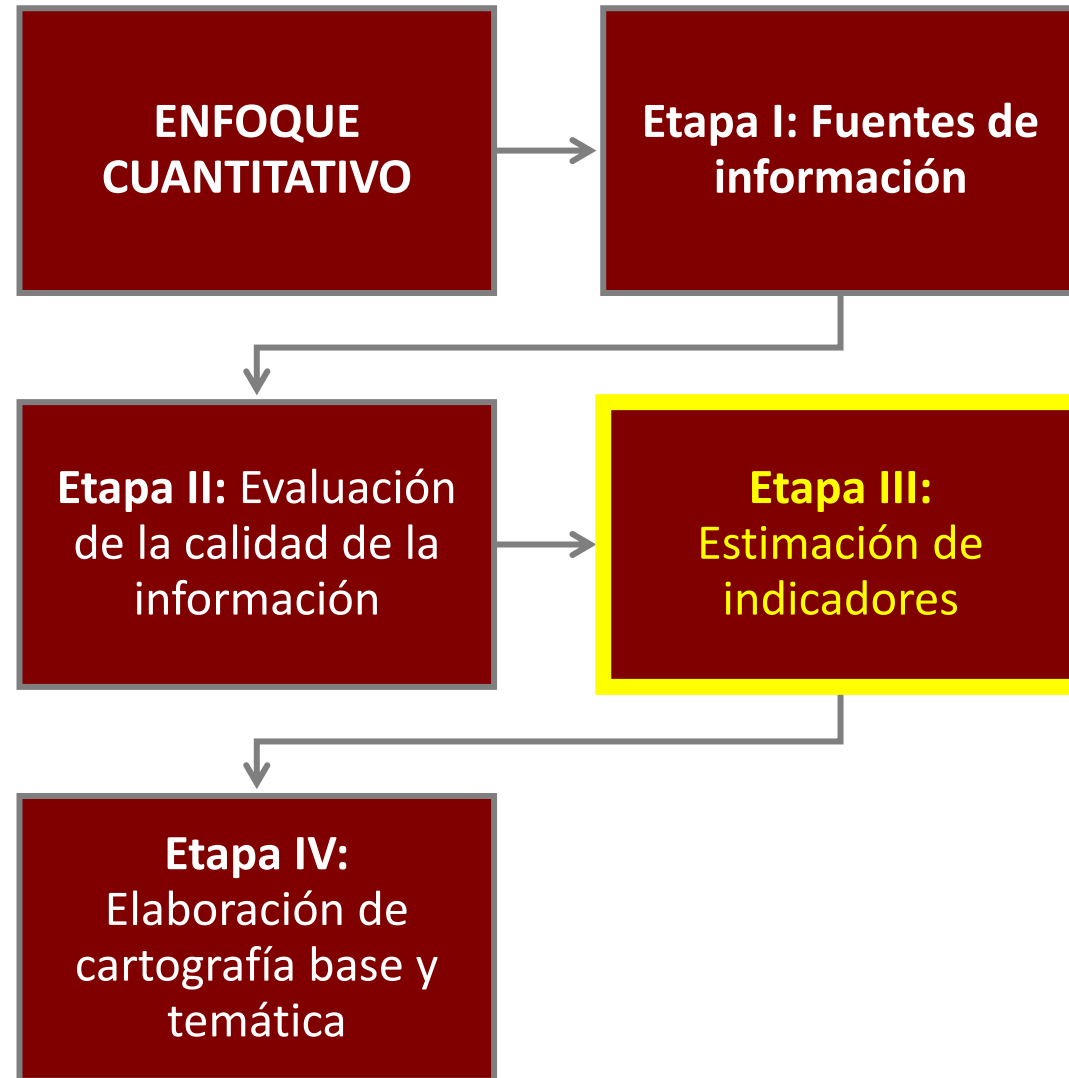 ENFOQUE
CUANTITATIVO
Etapa I: Fuentes de
información
Etapa II: Evaluación
de la calidad de la
información
Etapa III:
Estimación de
indicadores
Etapa IV:
Elaboración de
cartografía base y
temática